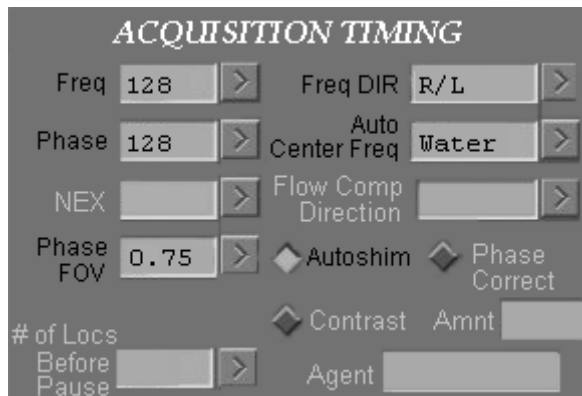 ACQUISITION TIMING
Freq 128 > Freq DIR R/L >
Phase 128 > Auto Center Freq Water >
NEX > Flow Comp Direction >
Phase FOV 0.75 > Autoshim Phase Correct
Contrast Amnt
# of Locs Before Pause > Agent